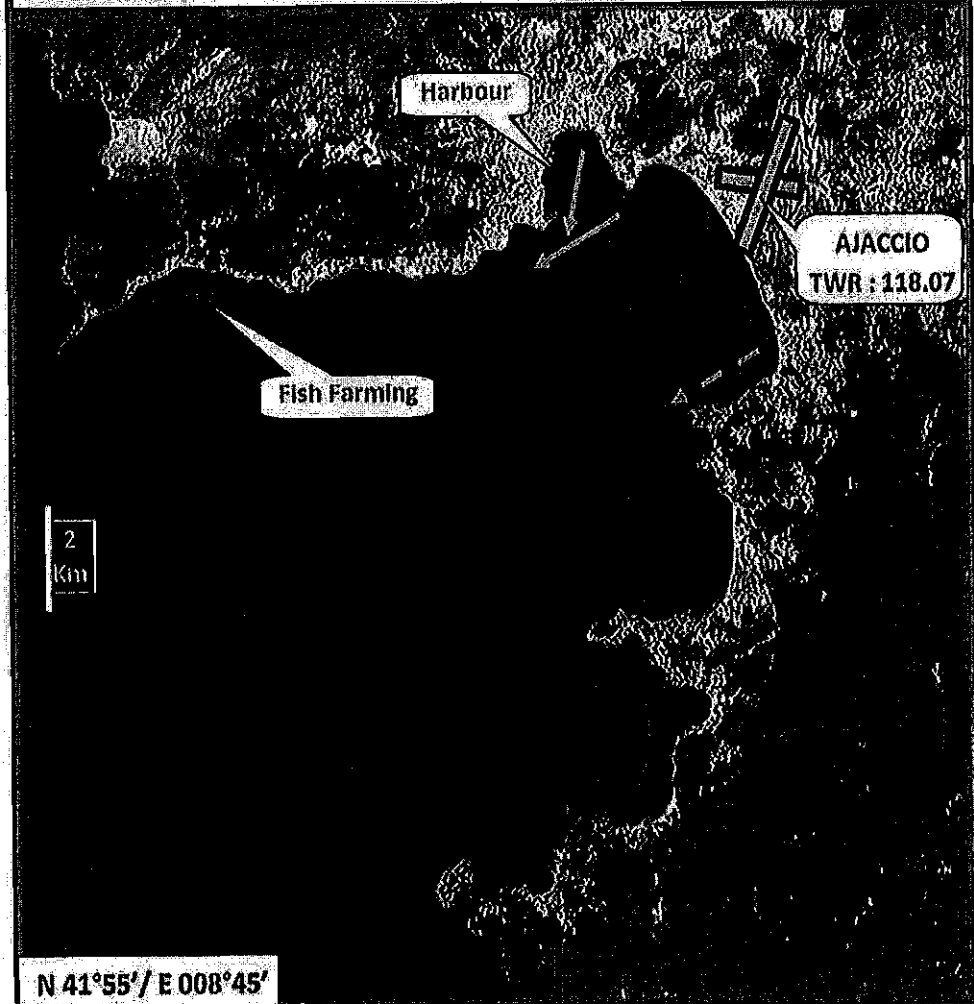 Harbour
AJACCIO
TWR : 118.07
Fish Farming
2
Km
N 41°55'/ E 008°45'